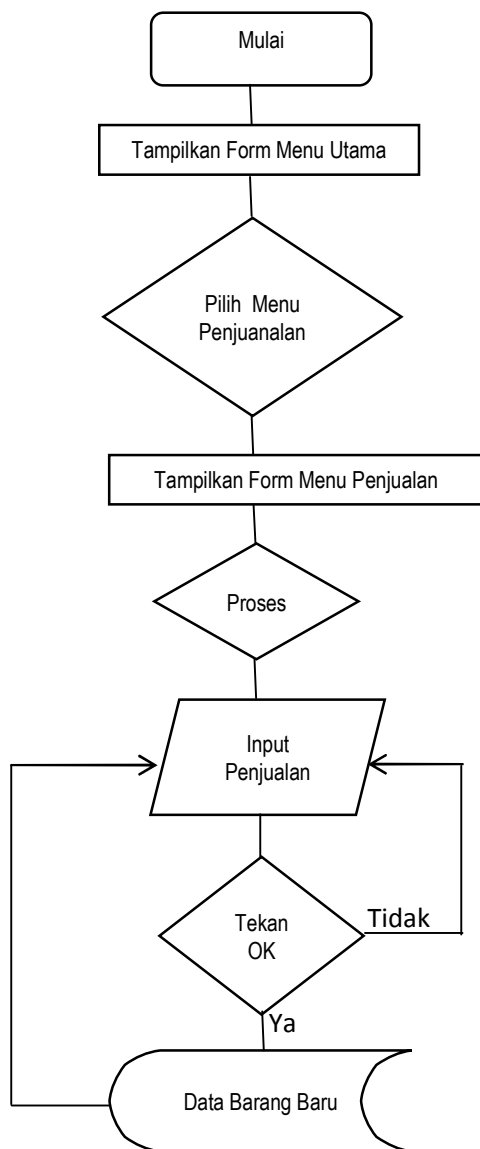 Mulai
Tampilkan Form Menu Utama
Pilih Menu
Penjuanalan
Tampilkan Form Menu Penjualan
Proses
Input
Penjualan
Tekan
OK
Tidak
Ya
Data Barang Baru